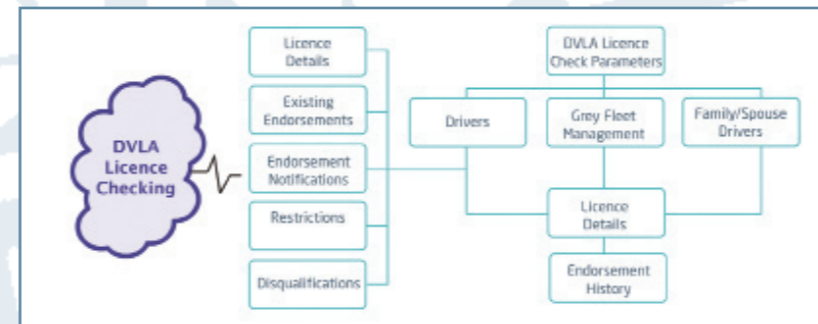 DVLA
Licence
Checking
Licence
Details
Existing
Endorsements
Endorsement
Notifications
Restrictions
Disqualifications
DVLA Licence
Check Parameters
Drivers
Grey Fleet
Management
Family/Spouse
Drivers
Licence
Details
Endorsement
History